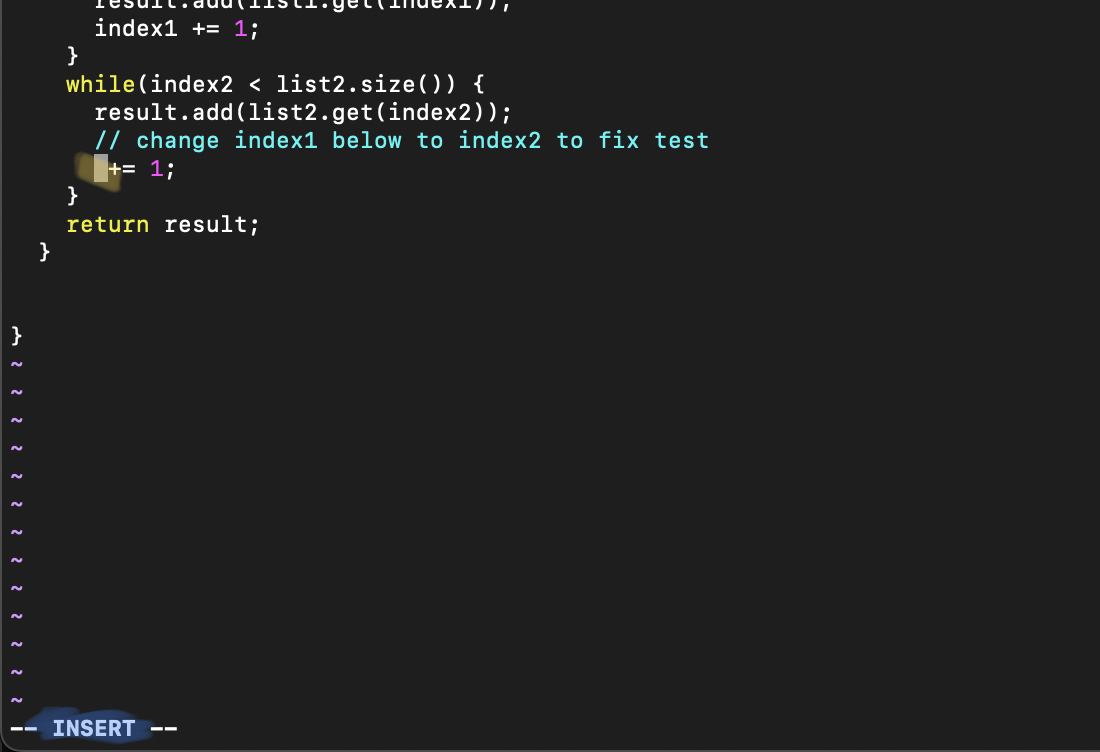 result.add(list1.get(index1));
index1 += 1;
}
while(index2 < list2.size()) {
result.add(list2.get(index2));
// change index1 below to index2 to fix test
+= 1;
}
return result;
}
}
~
~
~
~
~
~
~
~
~
~
~
~
~
-- INSERT --